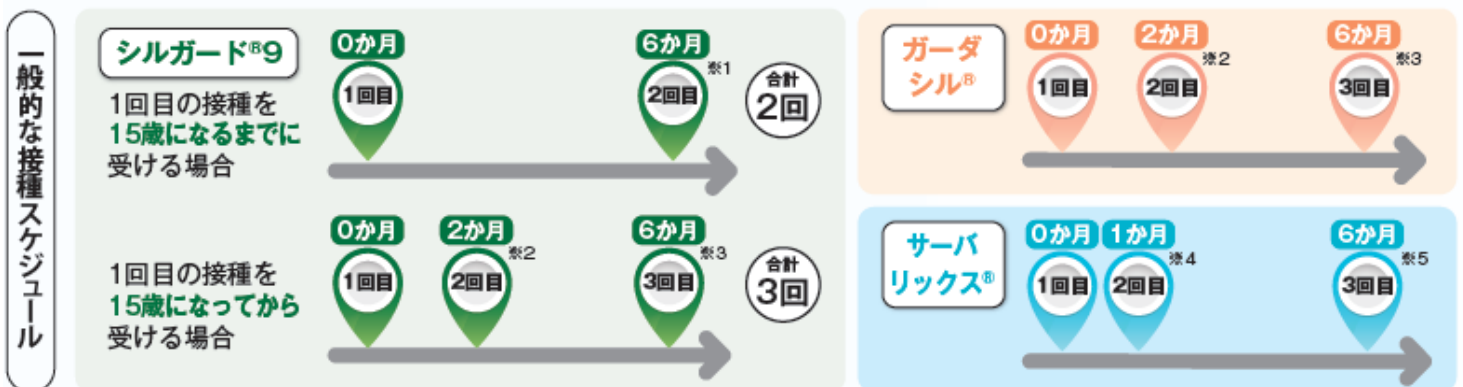 一般的な接種スケジュール
シルガード®9
1回目の接種を
15歳になるまでに
受ける場合
0か月
1回目
6か月
※1
2回目
合計
2回
1回目の接種を
15歳になってから
受ける場合
0か月
1回目
2か月
※2
2回目
6か月
※3
3回目
合計
3回
ガーダ
シル®
0か月
1回目
2か月
※2
2回目
6か月
※3
3回目
サーバ
リックス®
0か月
1回目
1か月
※4
2回目
6か月
※5
3回目